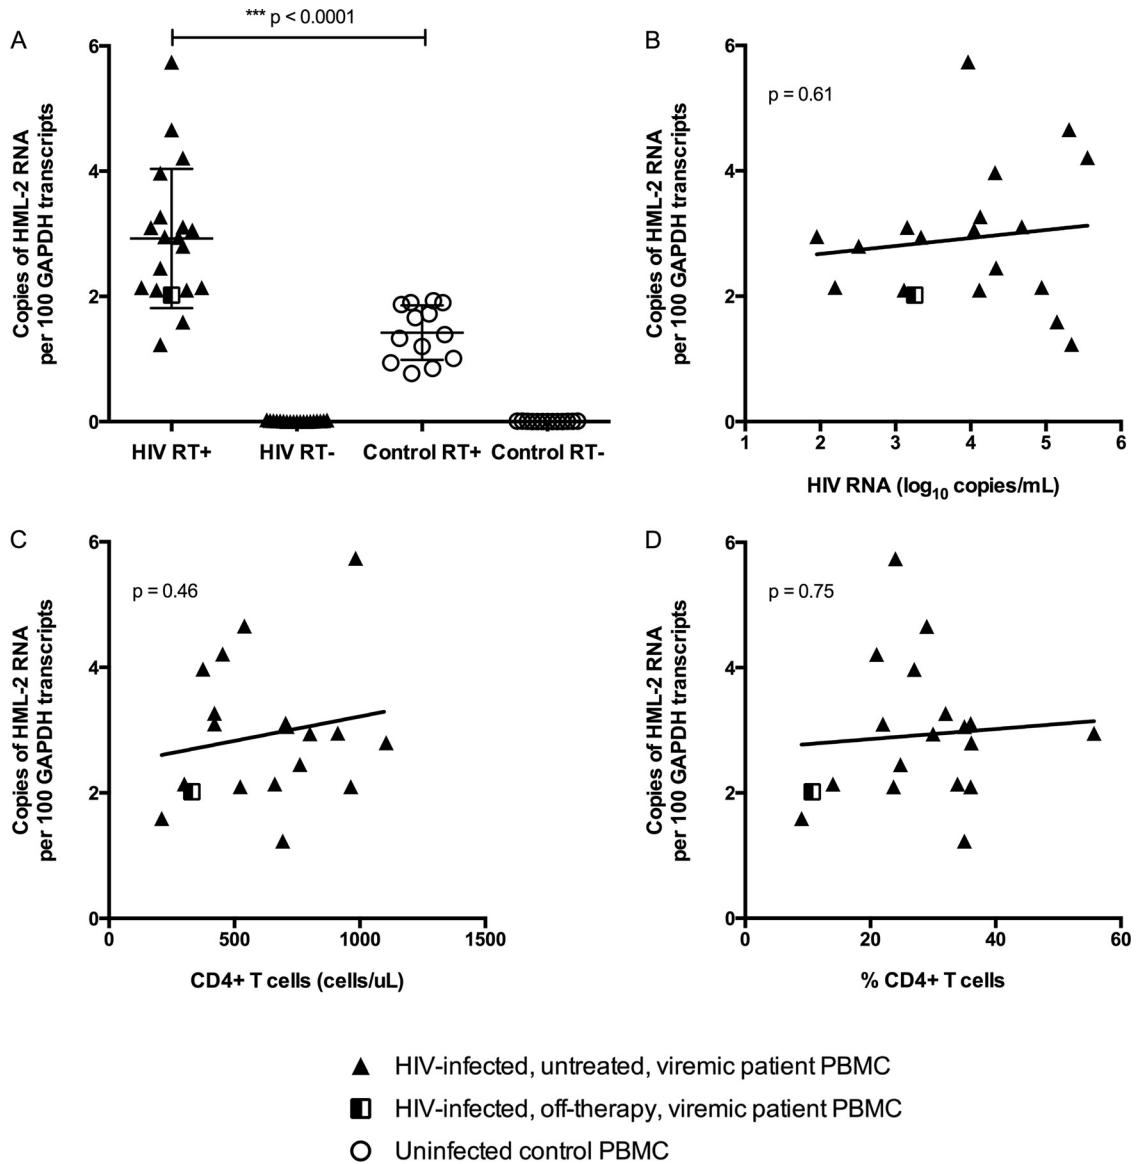 A
*** p < 0.0001
Copies of HML-2 RNA
per 100 GAPDH transcripts
6
4
2
0
HIV RT+ HIV RT- Control RT+ Control RT-
B
p = 0.61
Copies of HML-2 RNA
per 100 GAPDH transcripts
6
4
2
0
1 2 3 4 5 6
HIV RNA (log10 copies/mL)
C
p = 0.46
Copies of HML-2 RNA
per 100 GAPDH transcripts
6
4
2
0
0 500 1000 1500
CD4+ T cells (cells/uL)
D
p = 0.75
Copies of HML-2 RNA
per 100 GAPDH transcripts
6
4
2
0
0 20 40 60
% CD4+ T cells
HIV-infected, untreated, viremic patient PBMC
HIV-infected, off-therapy, viremic patient PBMC
Uninfected control PBMC